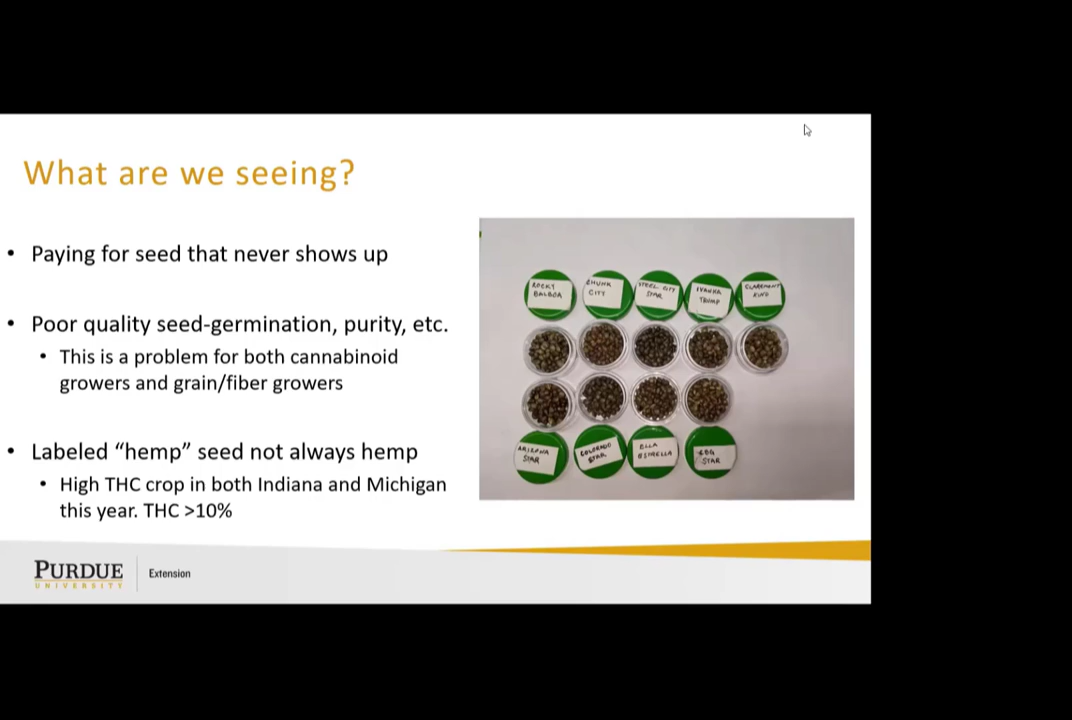 What are we seeing?
• Paying for seed that never shows up
• Poor quality seed-germination, purity, etc.
• This is a problem for both cannabinoid
growers and grain/fiber growers
• Labeled “hemp” seed not always hemp
• High THC crop in both Indiana and Michigan
this year. THC >10%
ROCKY
BALBOA
CHUNK
CITY
STEEL CITY
STAR
IVANKA
TRUMP
CLAREMONT
KING
ARIZONA
STAR
COLORADO
STAR
ELLA
ESTRELLA
STAR
PURDUE
UNIVERSITY
Extension